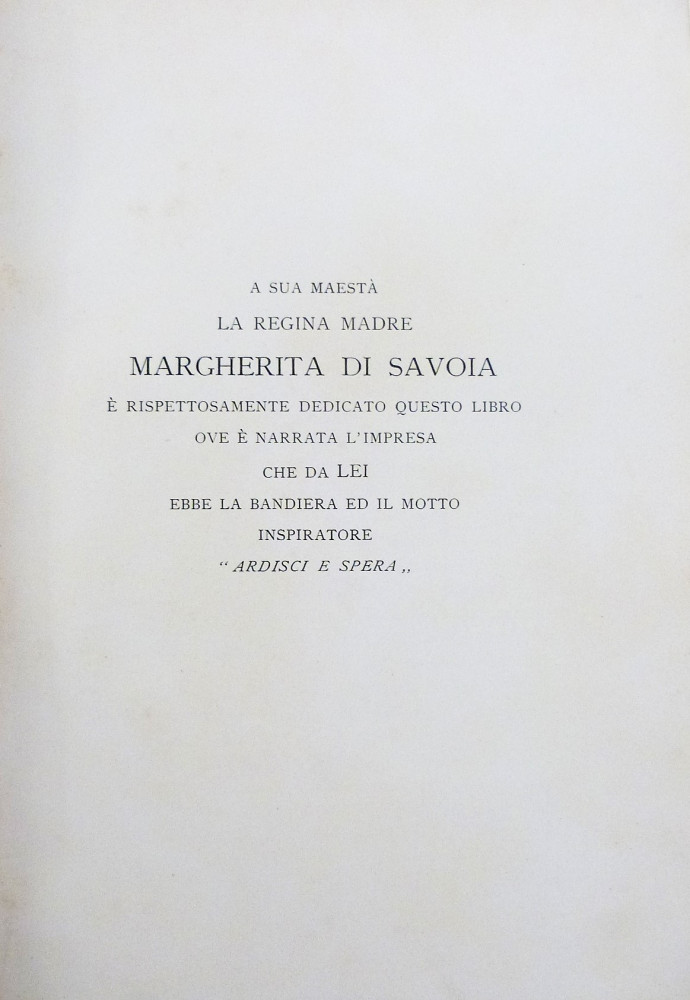 A SUA MAESTÀ
LA REGINA MADRE
MARGHERITA DI SAVOIA
È RISPETTOSAMENTE DEDICATO QUESTO LIBRO
OVE È NARRATA L'IMPRESA
CHE DA LEI
EBBE LA BANDIERA ED IL MOTTO
INSPIRATORE
“ ARDISCI E SPERA „